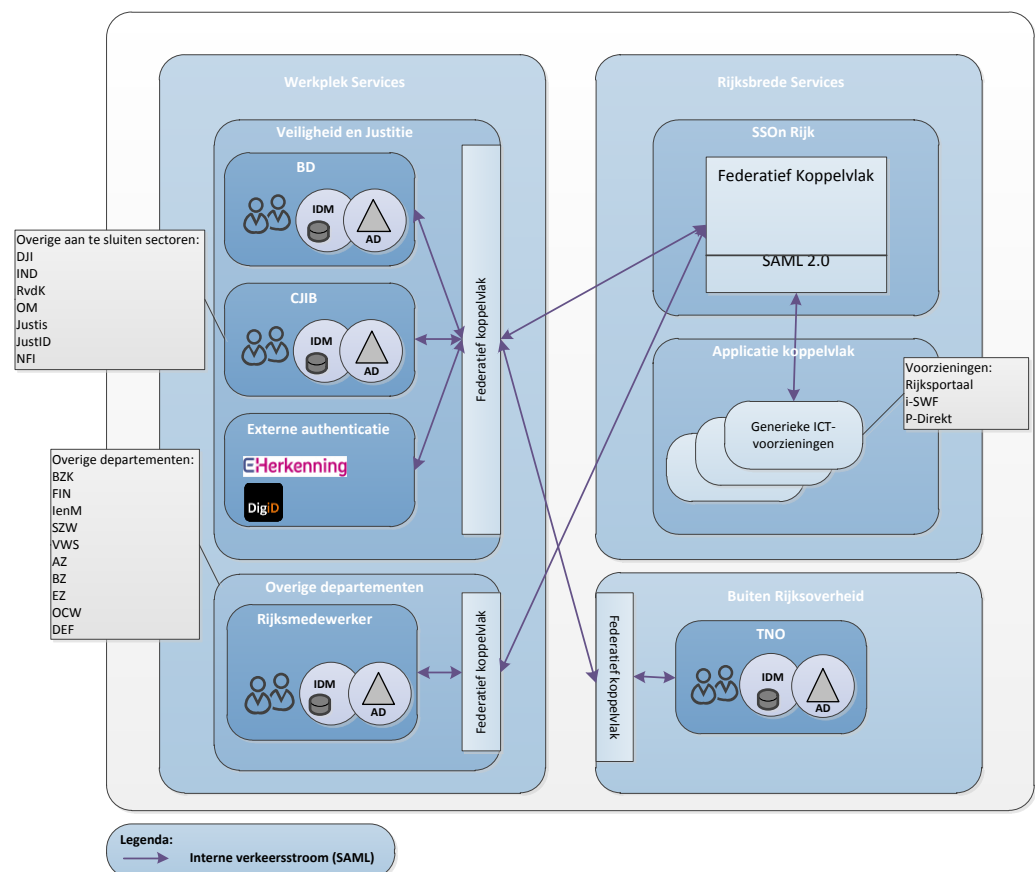 Werkplek Services
Veiligheid en Justitie
BD
IDM
AD
CJIB
IDM
AD
Externe authenticatie
eHerkenning
DigiD
Federatief koppelvlak
Overige departementen
Rijksmedewerker
IDM
AD
Federatief koppelvlak
Overige aan te sluiten sectoren:
DJI
IND
RvdK
OM
Justis
JustID
NFI
Overige departementen:
BZK
FIN
IenM
SZW
VWS
AZ
BZ
EZ
OCW
DEF
Rijksbrede Services
SSOn Rijk
Federatief Koppelvlak
SAML 2.0
Applicatie koppelvlak
Generieke ICT-
voorzieningen
Voorzieningen:
Rijksportaal
i-SWF
P-Direkt
Buiten Rijksoverheid
Federatief koppelvlak
TNO
IDM
AD
Legenda:
Interne verkeersstroom (SAML)